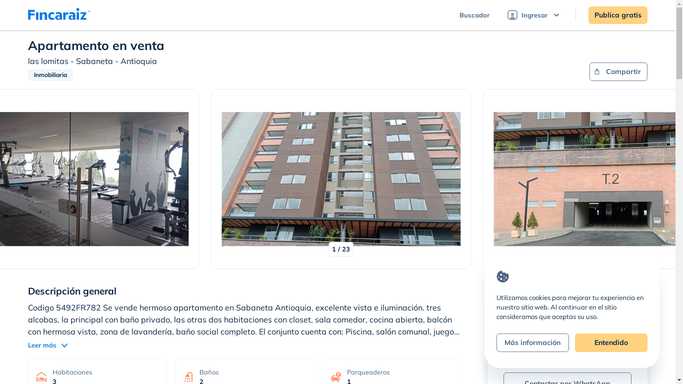 Fincaraiz
Buscador
Ingresar
Publica gratis
Apartamento en venta
las lomitas - Sabaneta - Antioquia
Inmobiliaria
Compartir
T.2
1 / 23
Descripción general
Codigo 5492FR782 Se vende hermoso apartamento en Sabaneta Antioquia, excelente vista e iluminación, tres
alcobas, la principal con baño privado, las otras dos habitaciones con closet, sala comedor, cocina abierta, balcón
con hermosa vista, zona de lavandería, baño social completo. El conjunto cuenta con: Piscina, salón comunal, juego...
Leer más
Habitaciones
3
Baños
2
Parqueaderos
1
Utilizamos cookies para mejorar tu experiencia en
nuestro sitio web. Al continuar en el sitio
consideramos que aceptas su uso.
Más información
Entendido
Contactar por WhatsApp